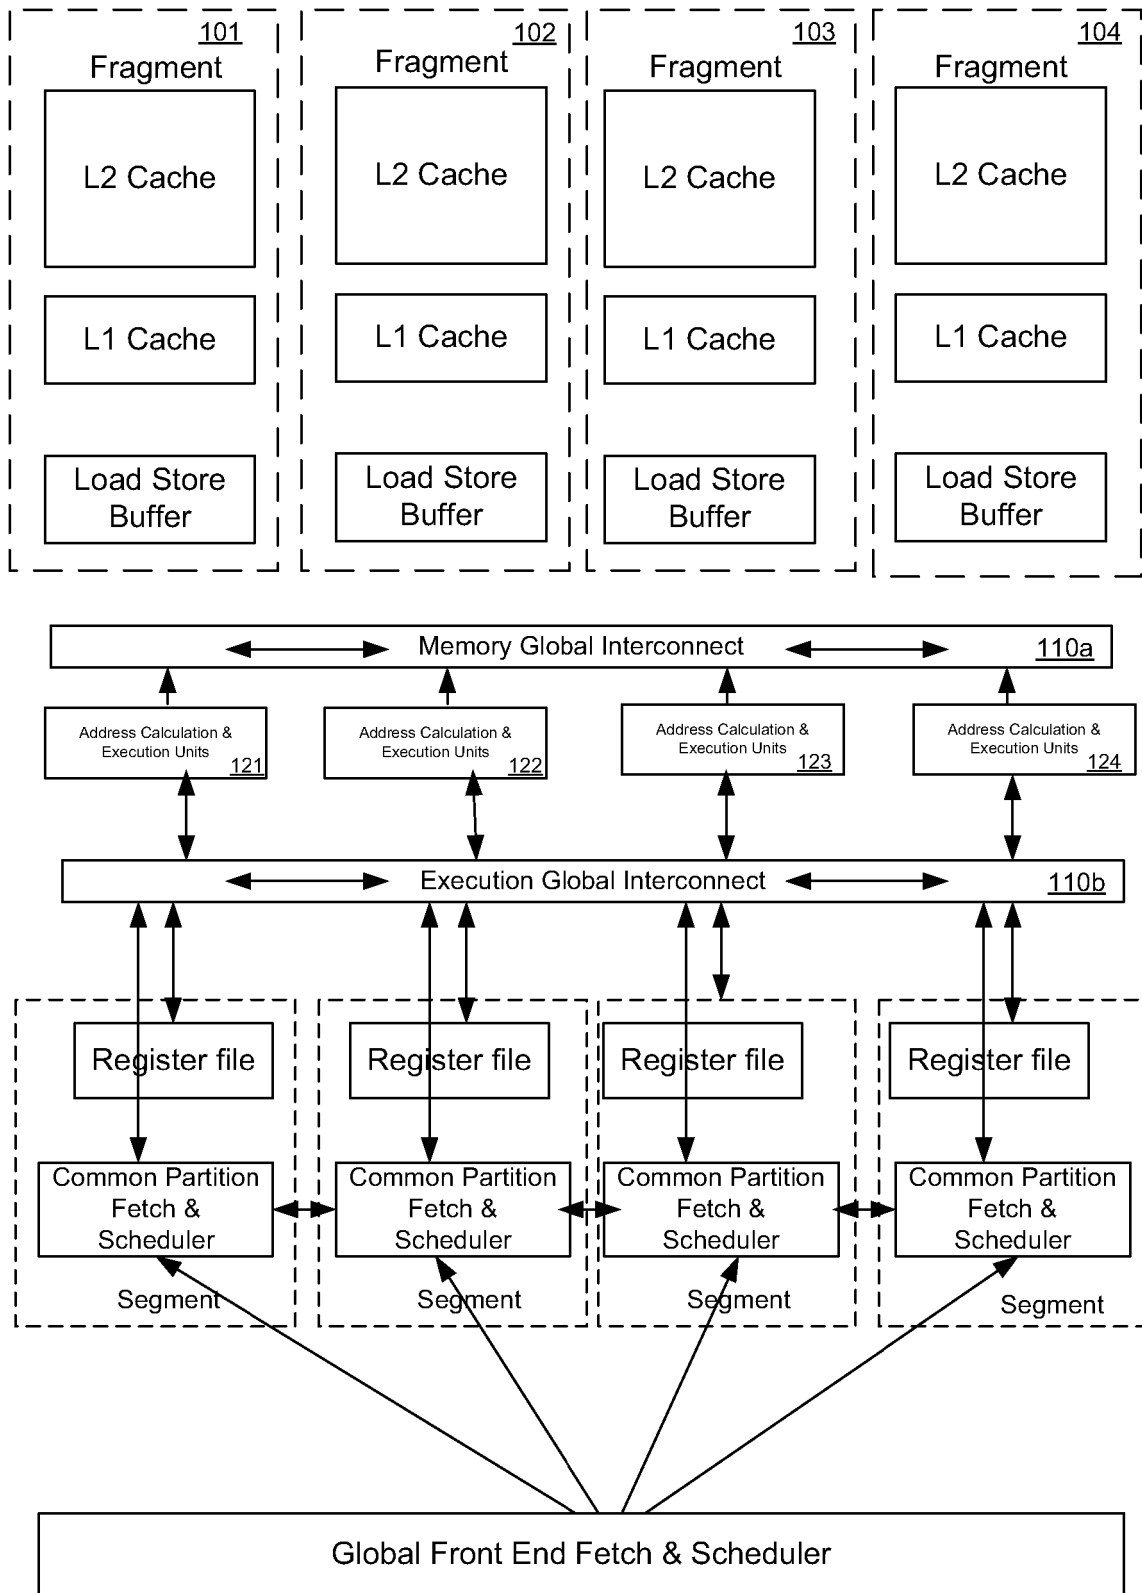 101
102
103
104
Fragment
Fragment
Fragment
Fragment
L2 Cache
L2 Cache
L2 Cache
L2 Cache
L1 Cache
L1 Cache
L1 Cache
L1 Cache
Load Store
Buffer
Load Store
Buffer
Load Store
Buffer
Load Store
Buffer
Memory Global Interconnect
110a
Address Calculation &
Execution Units
121
Address Calculation &
Execution Units
122
Address Calculation &
Execution Units
123
Address Calculation &
Execution Units
124
Execution Global Interconnect
110b
Register file
Register file
Register file
Register file
Common Partition
Fetch &
Scheduler
Common Partition
Fetch &
Scheduler
Common Partition
Fetch &
Scheduler
Common Partition
Fetch &
Scheduler
Segment
Segment
Segment
Segment
Global Front End Fetch & Scheduler